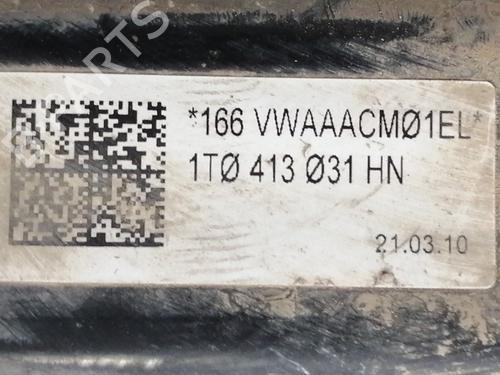 *166 VWAAACMØ1EL*
1TØ 413 Ø31 HN
21.03.10